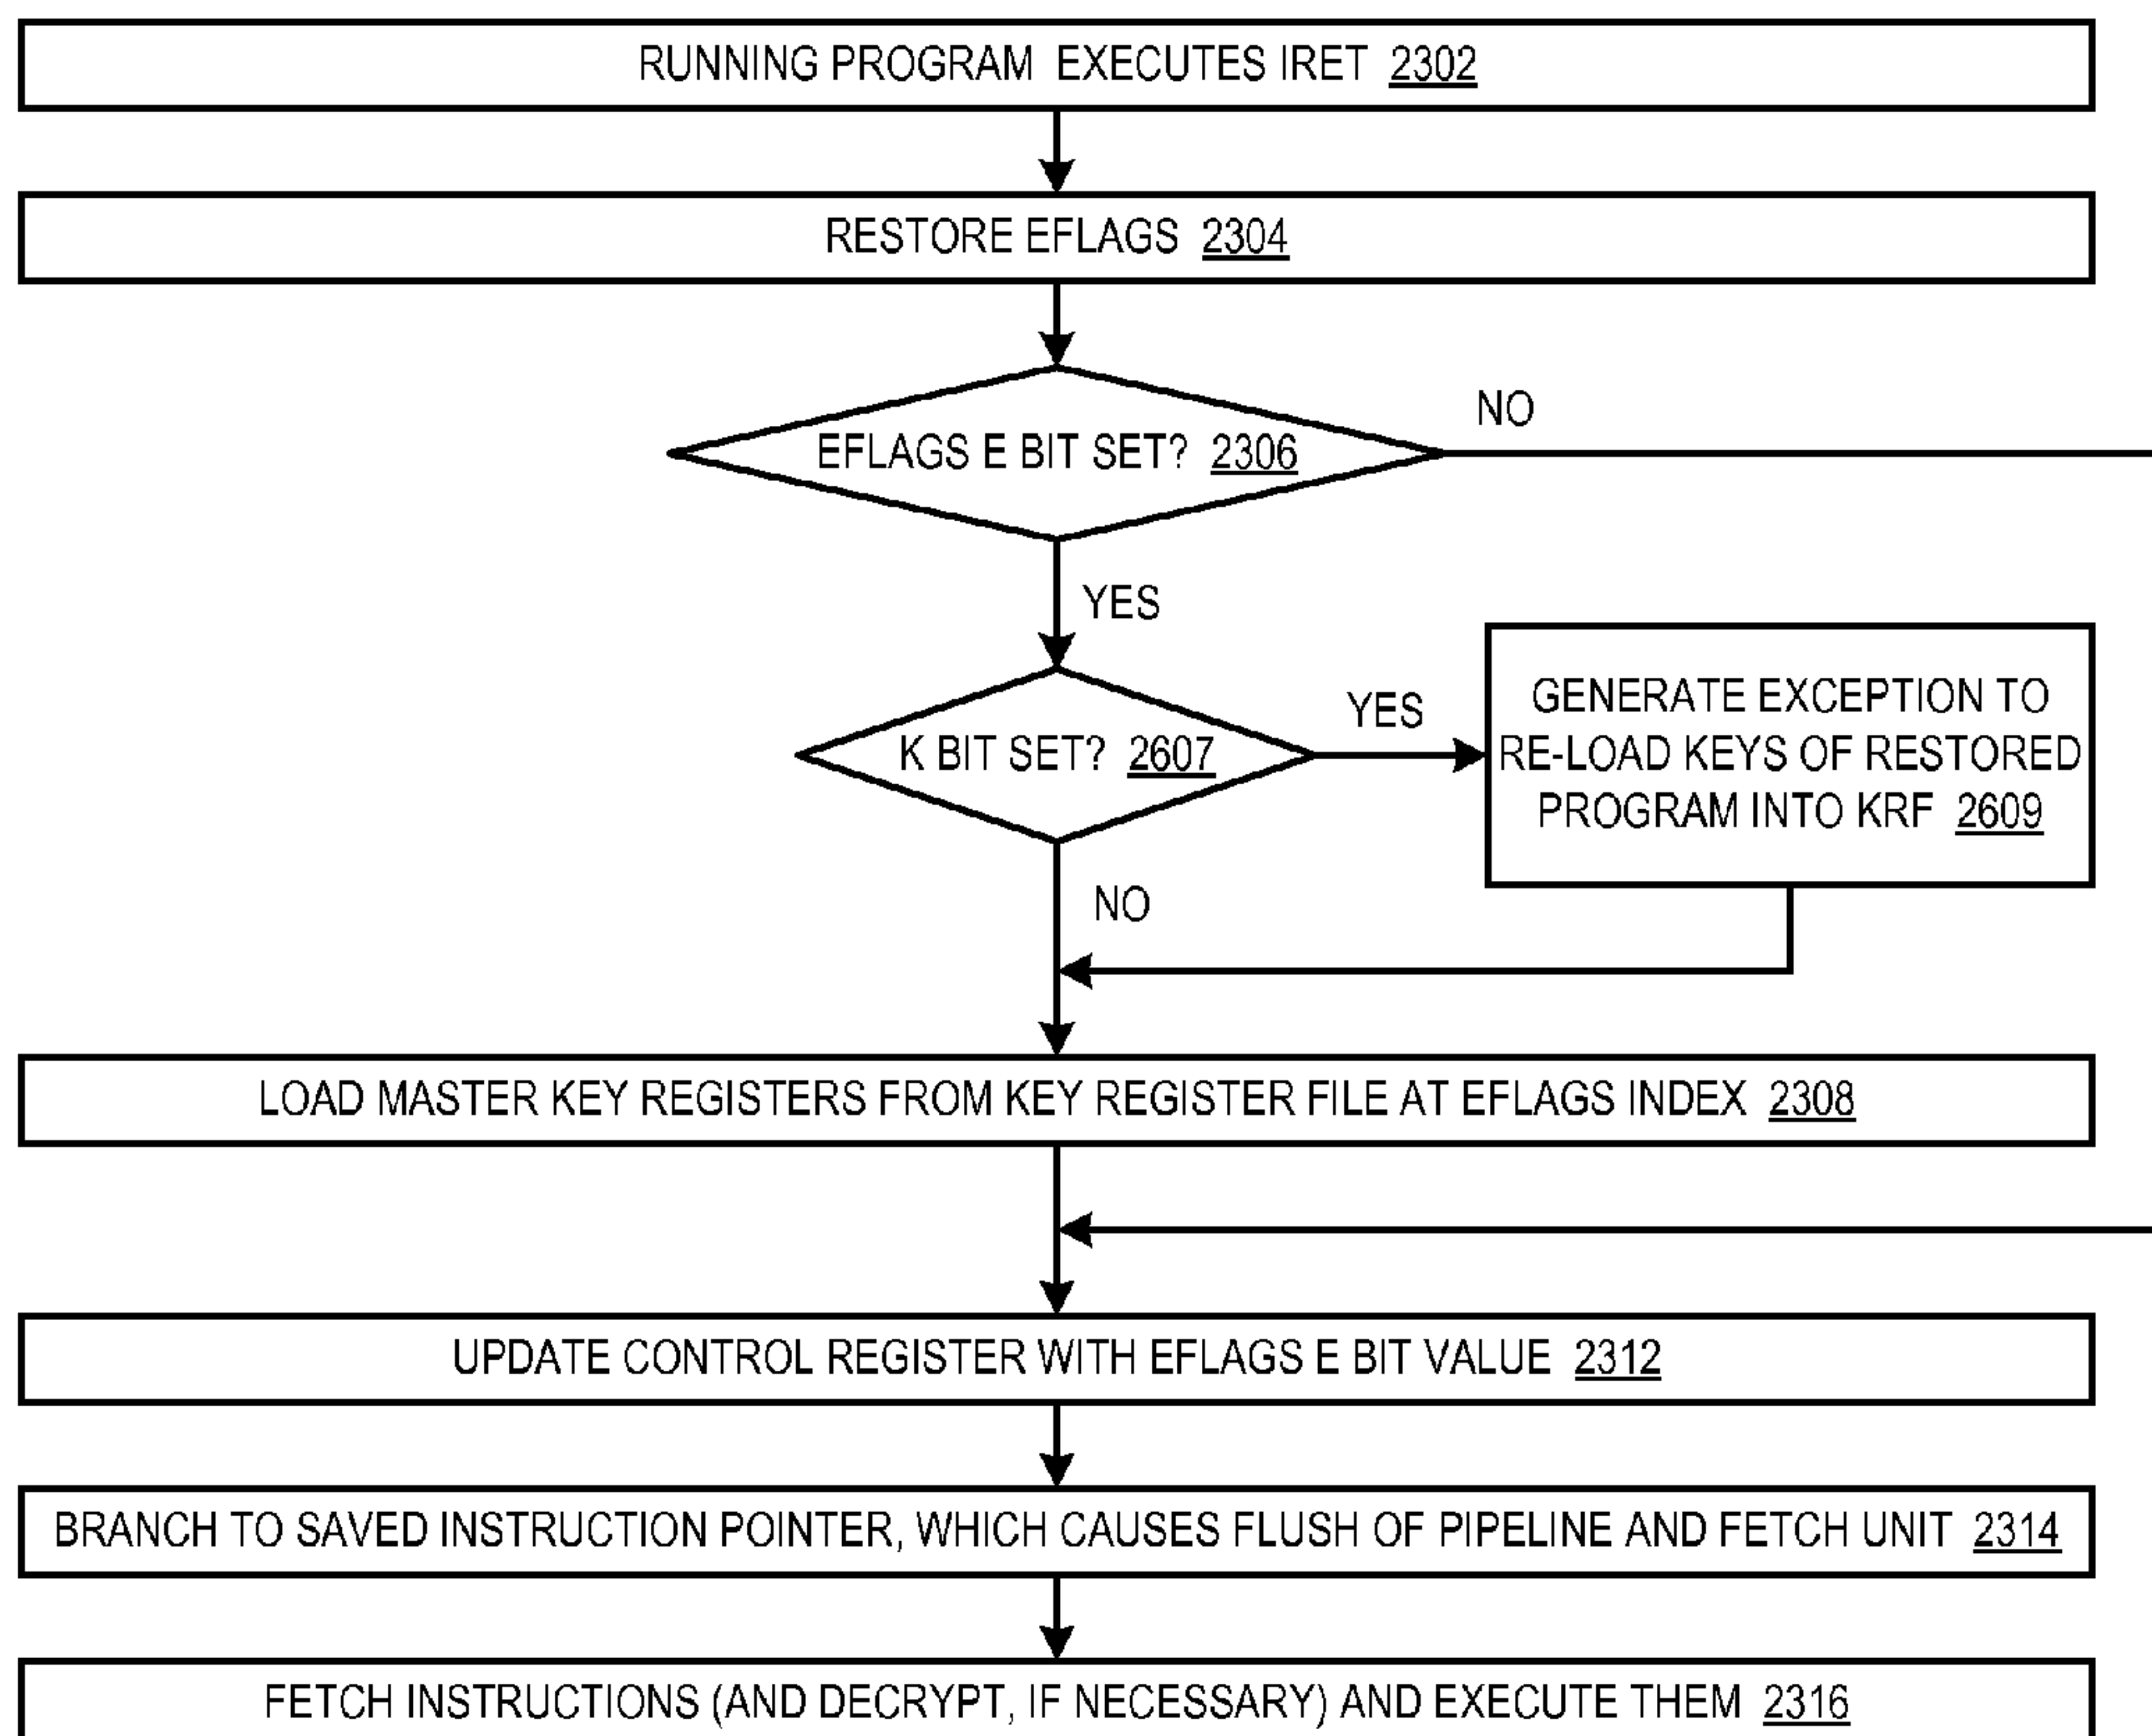 RUNNING PROGRAM EXECUTES IRET 2302
RESTORE EFLAGS 2304
NO
EFLAGS E BIT SET? 2306
YES
K BIT SET? 2607
YES
GENERATE EXCEPTION TO
RE-LOAD KEYS OF RESTORED
PROGRAM INTO KRF 2609
NO
LOAD MASTER KEY REGISTERS FROM KEY REGISTER FILE AT EFLAGS INDEX 2308
UPDATE CONTROL REGISTER WITH EFLAGS E BIT VALUE 2312
BRANCH TO SAVED INSTRUCTION POINTER, WHICH CAUSES FLUSH OF PIPELINE AND FETCH UNIT 2314
FETCH INSTRUCTIONS (AND DECRYPT, IF NECESSARY) AND EXECUTE THEM 2316